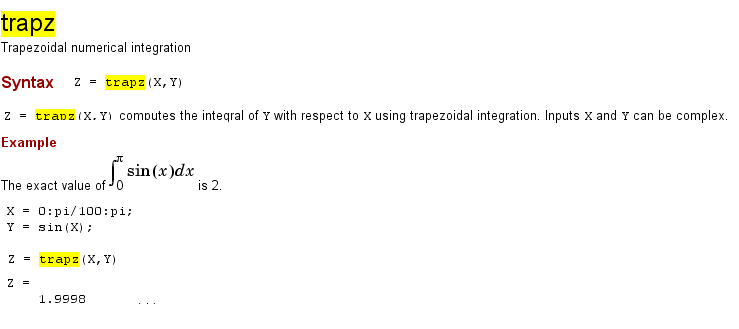 trapz
Trapezoidal numerical integration
Syntax Z = trapz(X,Y)
Z = trapz(X,Y) computes the integral of Y with respect to X using trapezoidal integration. Inputs X and Y can be complex.
Example
The exact value of ∫₀^π sin(x)dx is 2.
X = 0:pi/100:pi;
Y = sin(X);
Z = trapz(X,Y)
Z =
1.9998 ...